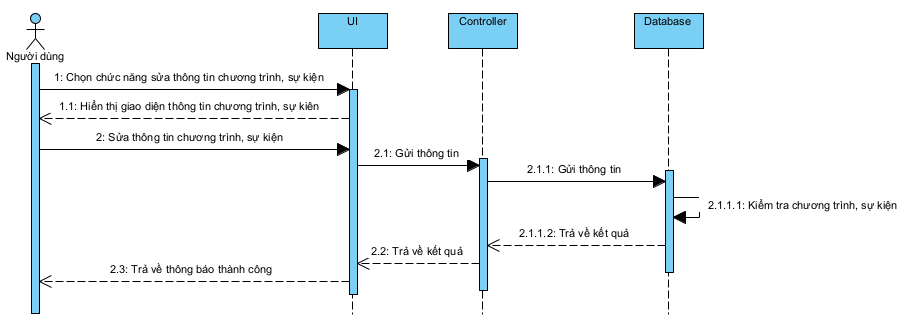 UI
Controller
Database
Người dùng
1: Chọn chức năng sửa thông tin chương trình, sự kiện
1.1: Hiển thị giao diện thông tin chương trình, sự kiên
2: Sửa thông tin chương trình, sự kiện
2.1: Gửi thông tin
2.1.1: Gửi thông tin
2.1.1.1: Kiểm tra chương trình, sự kiện
2.1.1.2: Trả về kết quả
2.2: Trả về kết quả
2.3: Trả về thông báo thành công